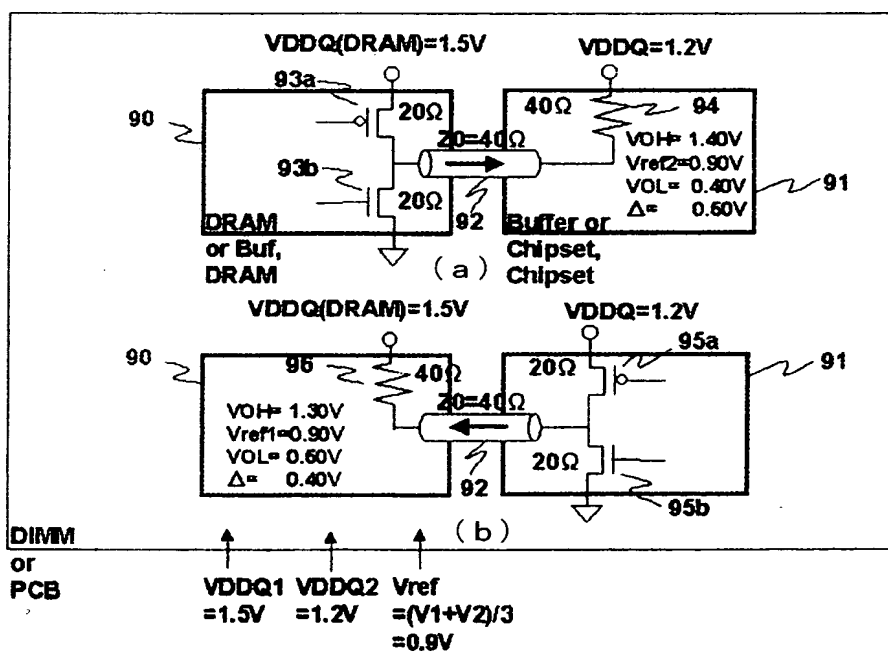 VDDQ(DRAM)=1.5V
VDDQ=1.2V
93a
90
20Ω
40Ω
94
Z0=40Ω
VOH= 1.40V
Vref2=0.90V
VOL= 0.40V
Δ= 0.50V
91
93b
20Ω
92
DRAM
or Buf,
DRAM
Buffer or
Chipset,
Chipset
(a)
VDDQ(DRAM)=1.5V
VDDQ=1.2V
95a
90
96
40Ω
20Ω
91
Z0=40Ω
VOH= 1.30V
Vref1=0.90V
VOL= 0.50V
Δ= 0.40V
20Ω
92
95b
(b)
DIMM
or
PCB
VDDQ1
=1.5V
VDDQ2
=1.2V
Vref
=(V1+V2)/3
=0.9V